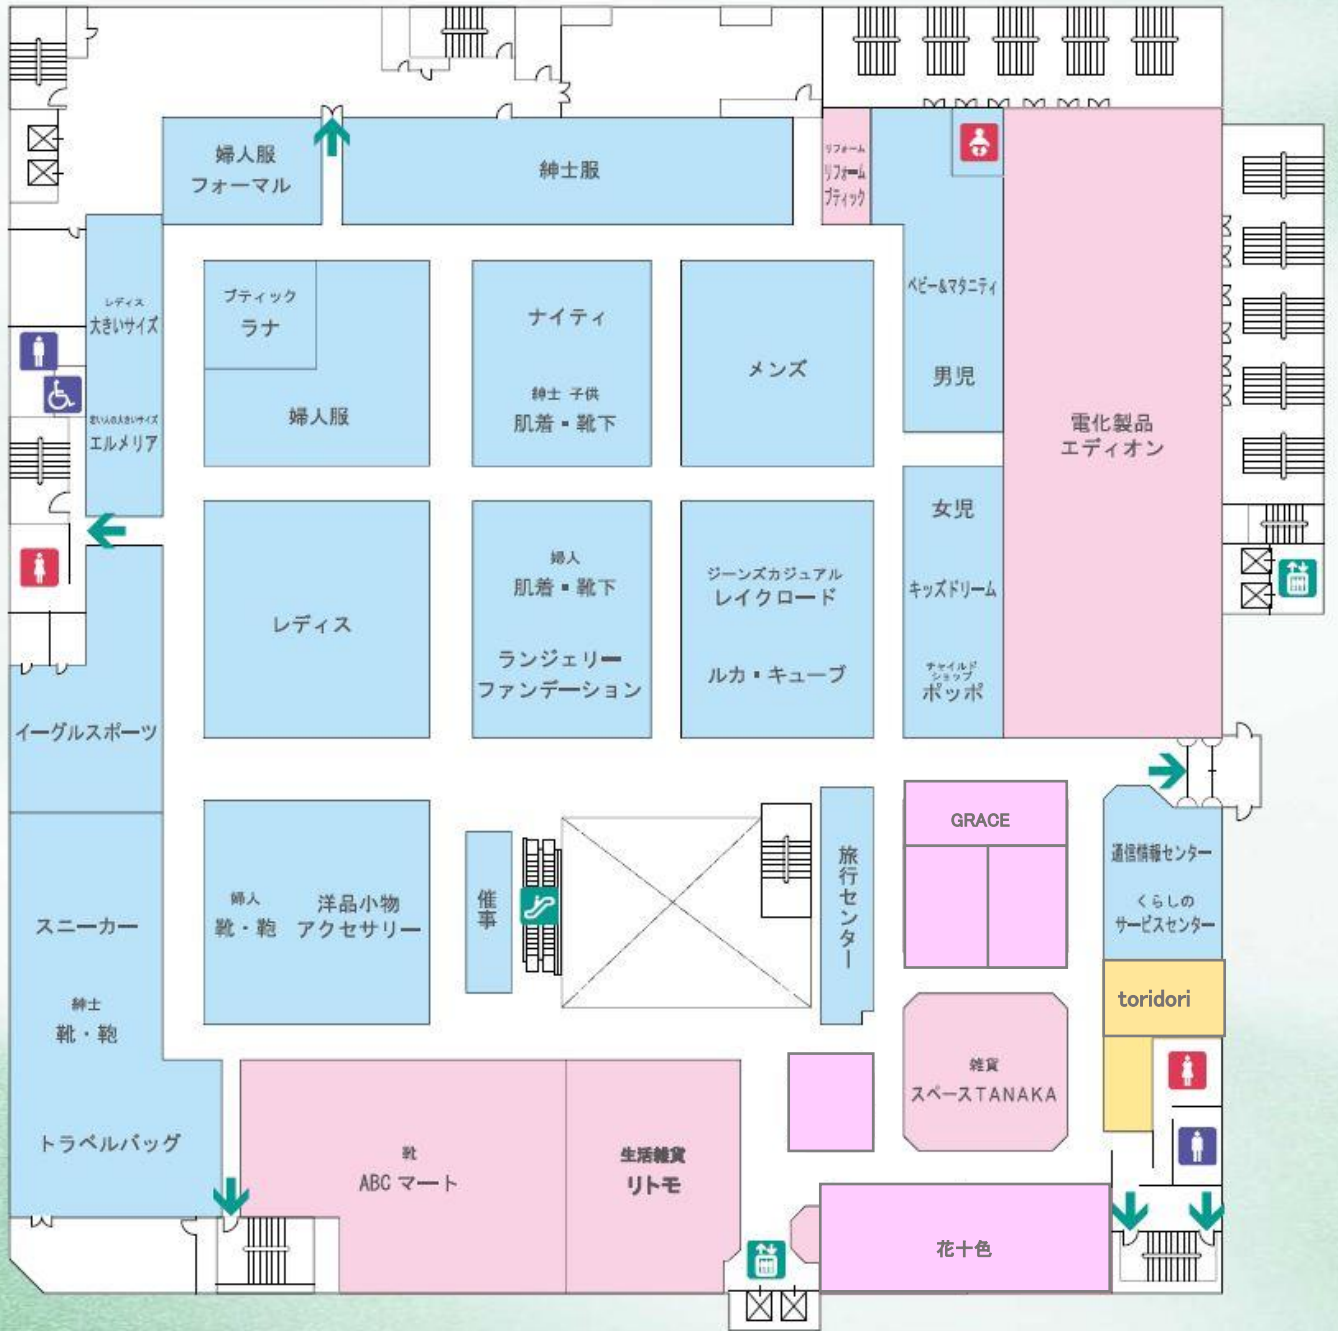 婦人服
フォーマル
紳士服
リフォーム
リフォーム
ブティック
レディス
大きいサイズ
エルメリア
ブティック
ラナ
婦人服
ナイティ
紳士 子供
肌着・靴下
メンズ
ベビー&マタニティ
男児
電化製品
エディオン
レディス
婦人
肌着・靴下
ランジェリー
ファンデーション
ジーンズカジュアル
レイクロード
ルカ・キューブ
女児
キッズドリーム
チャイルド
ショップ
ポッポ
イーグルスポーツ
スニーカー
紳士
靴・鞄
トラベルバッグ
婦人
靴・鞄
洋品小物
アクセサリー
催事
旅行センター
GRACE
通信情報センター
くらしの
サービスセンター
toridori
雑貨
スペースTANAKA
靴
ABC マート
生活雑貨
リトモ
花十色